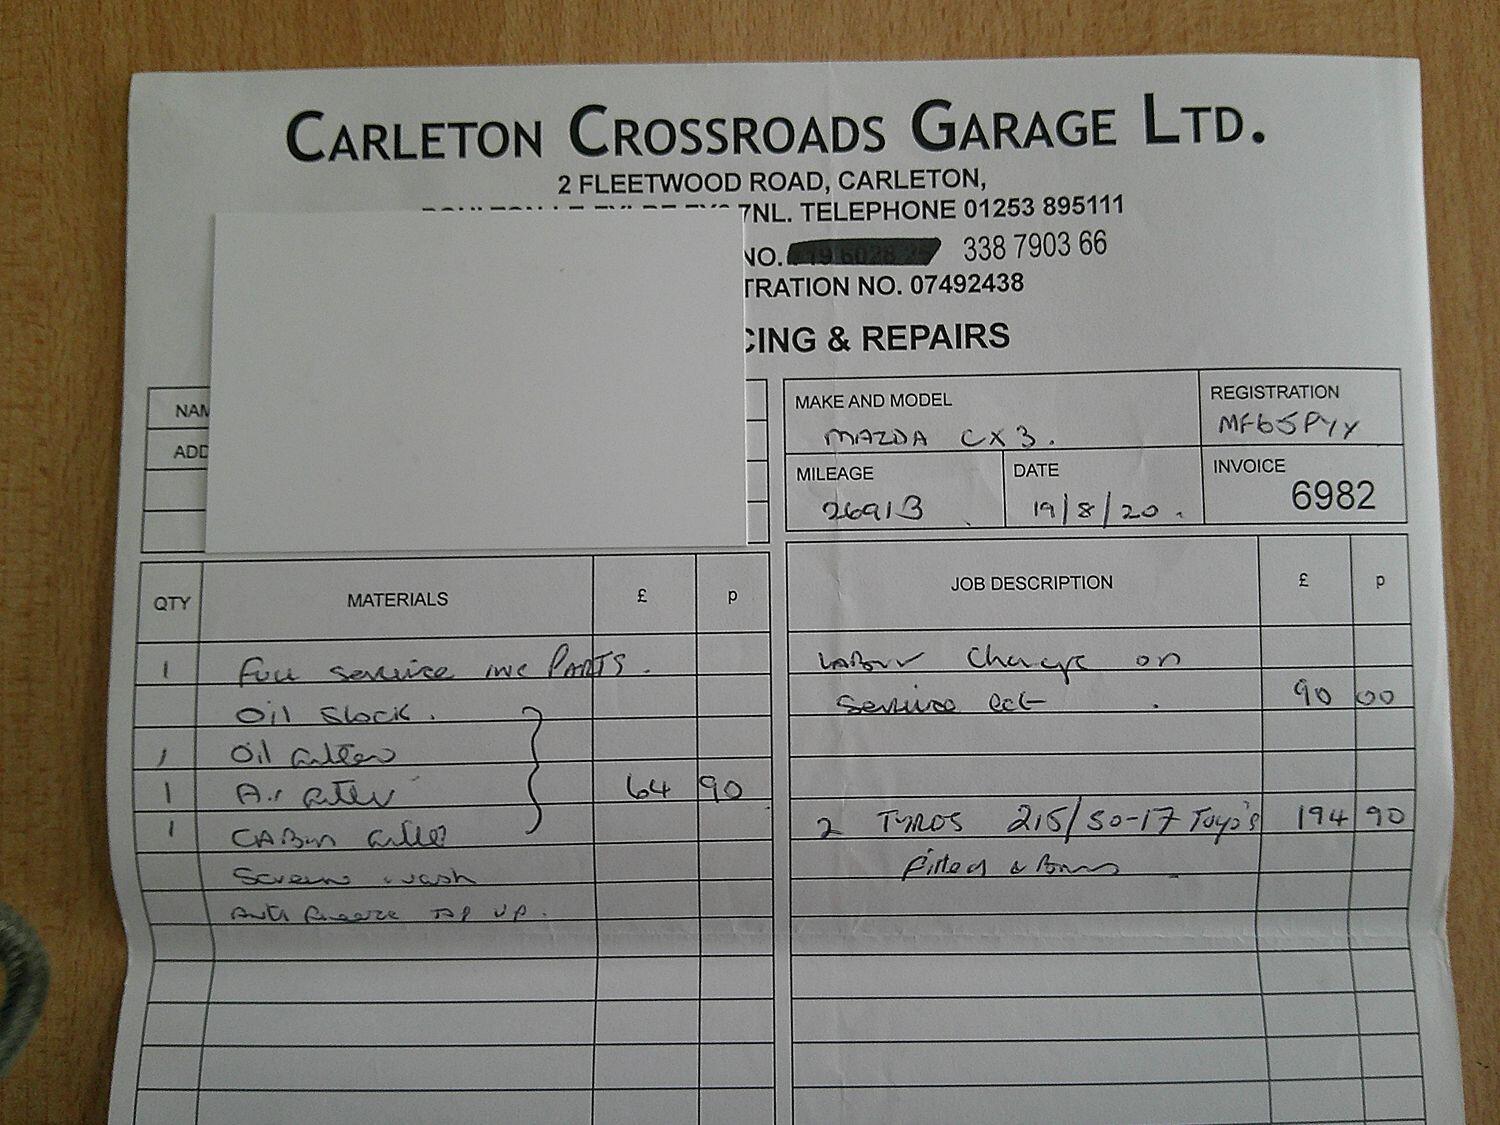 CARLETON CROSSROADS GARAGE LTD.
2 FLEETWOOD ROAD, CARLETON,
7NL. TELEPHONE 01253 895111
NO. 338 7903 66
TRATION NO. 07492438
CING & REPAIRS
NAM
ADD
MAKE AND MODEL
MAZDA CX3.
REGISTRATION
MF65PYY
MILEAGE
26913
DATE
19/8/20.
INVOICE
6982
QTY MATERIALS £ p
1 Full service inc PARTS.
Oil Stock.
1 Oil filter
1 Air filter 64 90
1 CABin filter
Screen wash
Anti freeze TOP UP.
JOB DESCRIPTION £ p
LABour Charge on
Service ect 90 00
2 TYROS 215/50-17 Toyo's 194 90
fitted &